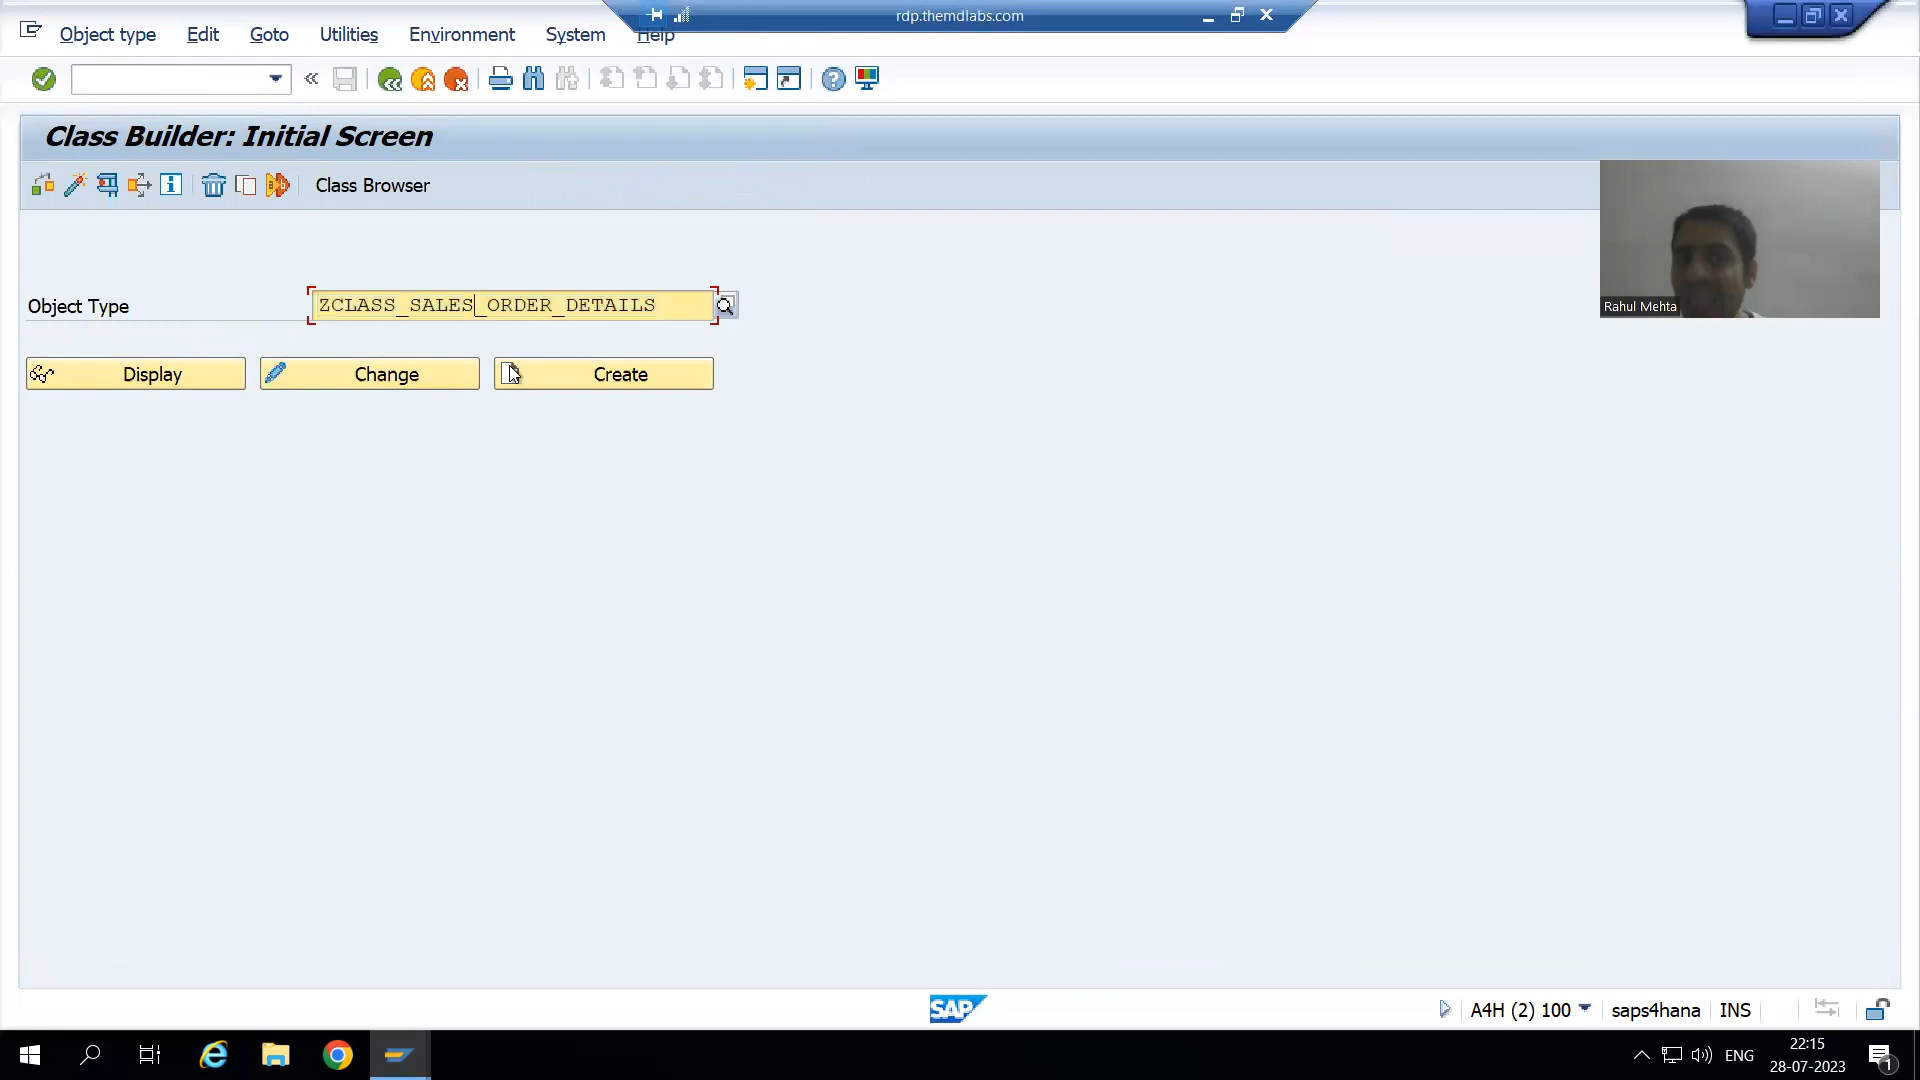 rdp.themdlabs.com
Object type Edit Goto Utilities Environment System Help
Class Builder: Initial Screen
Class Browser
Object Type ZCLASS_SALES_ORDER_DETAILS
Rahul Mehta
Display Change Create
SAP
A4H (2) 100 saps4hana INS
ENG
22:15
28-07-2023
1